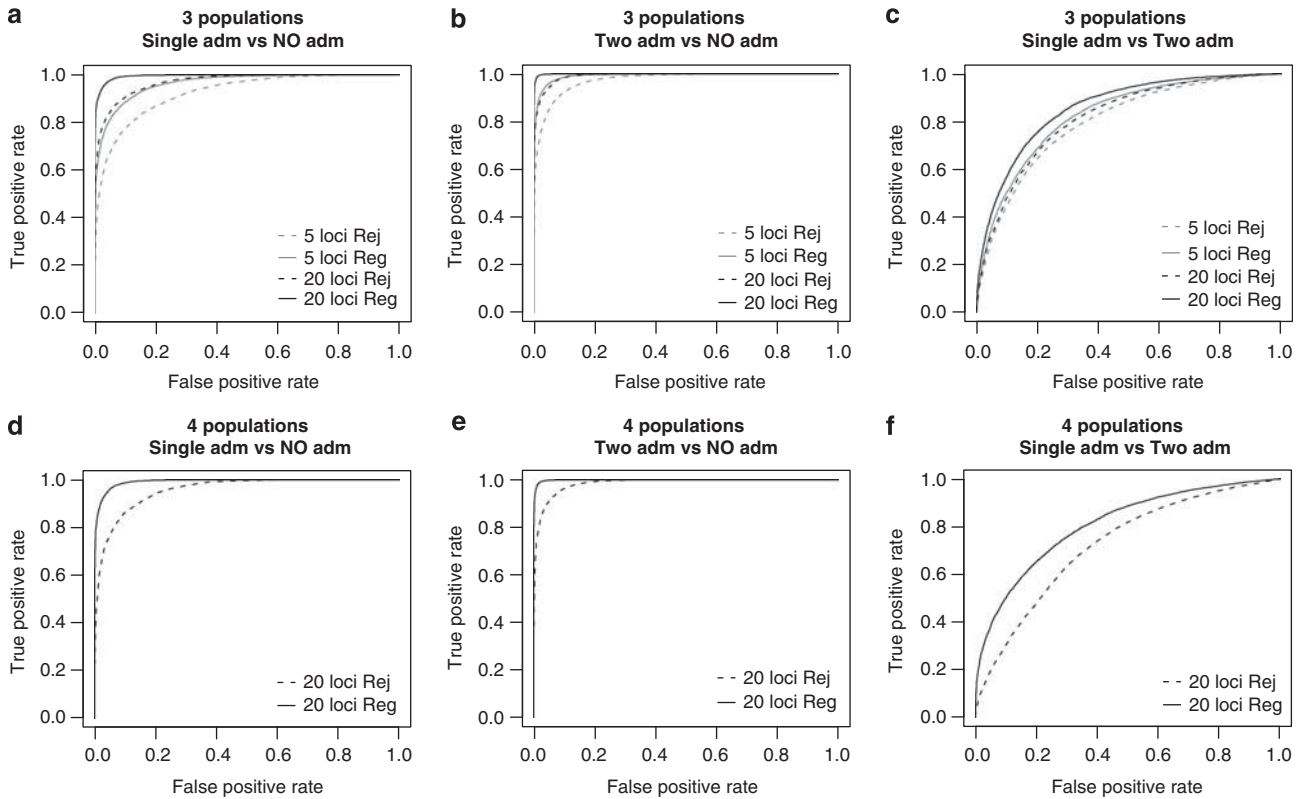 a
3 populations
Single adm vs NO adm
True positive rate
1.0
0.8
0.6
0.4
0.2
0.0
5 loci Rej
5 loci Reg
20 loci Rej
20 loci Reg
0.0 0.2 0.4 0.6 0.8 1.0
False positive rate
b
3 populations
Two adm vs NO adm
True positive rate
1.0
0.8
0.6
0.4
0.2
0.0
5 loci Rej
5 loci Reg
20 loci Rej
20 loci Reg
0.0 0.2 0.4 0.6 0.8 1.0
False positive rate
c
3 populations
Single adm vs Two adm
True positive rate
1.0
0.8
0.6
0.4
0.2
0.0
5 loci Rej
5 loci Reg
20 loci Rej
20 loci Reg
0.0 0.2 0.4 0.6 0.8 1.0
False positive rate
d
4 populations
Single adm vs NO adm
True positive rate
1.0
0.8
0.6
0.4
0.2
0.0
20 loci Rej
20 loci Reg
0.0 0.2 0.4 0.6 0.8 1.0
False positive rate
e
4 populations
Two adm vs NO adm
True positive rate
1.0
0.8
0.6
0.4
0.2
0.0
20 loci Rej
20 loci Reg
0.0 0.2 0.4 0.6 0.8 1.0
False positive rate
f
4 populations
Single adm vs Two adm
True positive rate
1.0
0.8
0.6
0.4
0.2
0.0
20 loci Rej
20 loci Reg
0.0 0.2 0.4 0.6 0.8 1.0
False positive rate